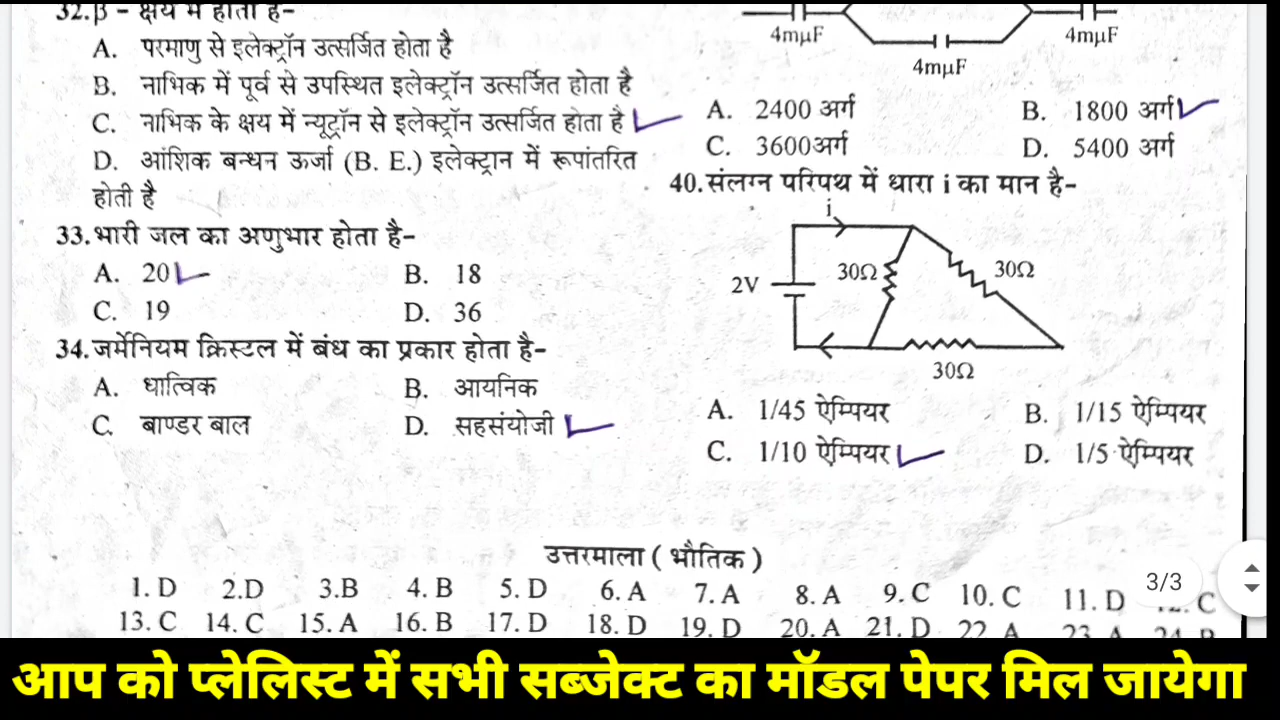 32. β – क्षय में होता है-
A. परमाणु से इलेक्ट्रॉन उत्सर्जित होता है
B. नाभिक में पूर्व से उपस्थित इलेक्ट्रॉन उत्सर्जित होता है
C. नाभिक के क्षय में न्यूट्रॉन से इलेक्ट्रॉन उत्सर्जित होता है
D. आंशिक बन्धन ऊर्जा (B. E.) इलेक्ट्रान में रूपांतरित
होती है
33. भारी जल का अणुभार होता है-
A. 20 B. 18
C. 19 D. 36
34. जर्मेनियम क्रिस्टल में बंध का प्रकार होता है-
A. धात्विक B. आयनिक
C. बाण्डर बाल D. सहसंयोजी
4mμF 4mμF
4mμF
A. 2400 अर्ग B. 1800 अर्ग
C. 3600अर्ग D. 5400 अर्ग
40. संलग्न परिपथ में धारा i का मान है-
i
2V 30Ω 30Ω
30Ω
A. 1/45 ऐम्पियर B. 1/15 ऐम्पियर
C. 1/10 ऐम्पियर D. 1/5 ऐम्पियर
उत्तरमाला ( भौतिक )
1. D 2.D 3.B 4. B 5. D 6. A 7. A 8. A 9. C 10. C 11. D C
13. C 14. C 15. A 16. B 17. D 18. D 19. D 20. A 21. D 22. A 23. A
3/3
आप को प्लेलिस्ट में सभी सब्जेक्ट का मॉडल पेपर मिल जायेगा